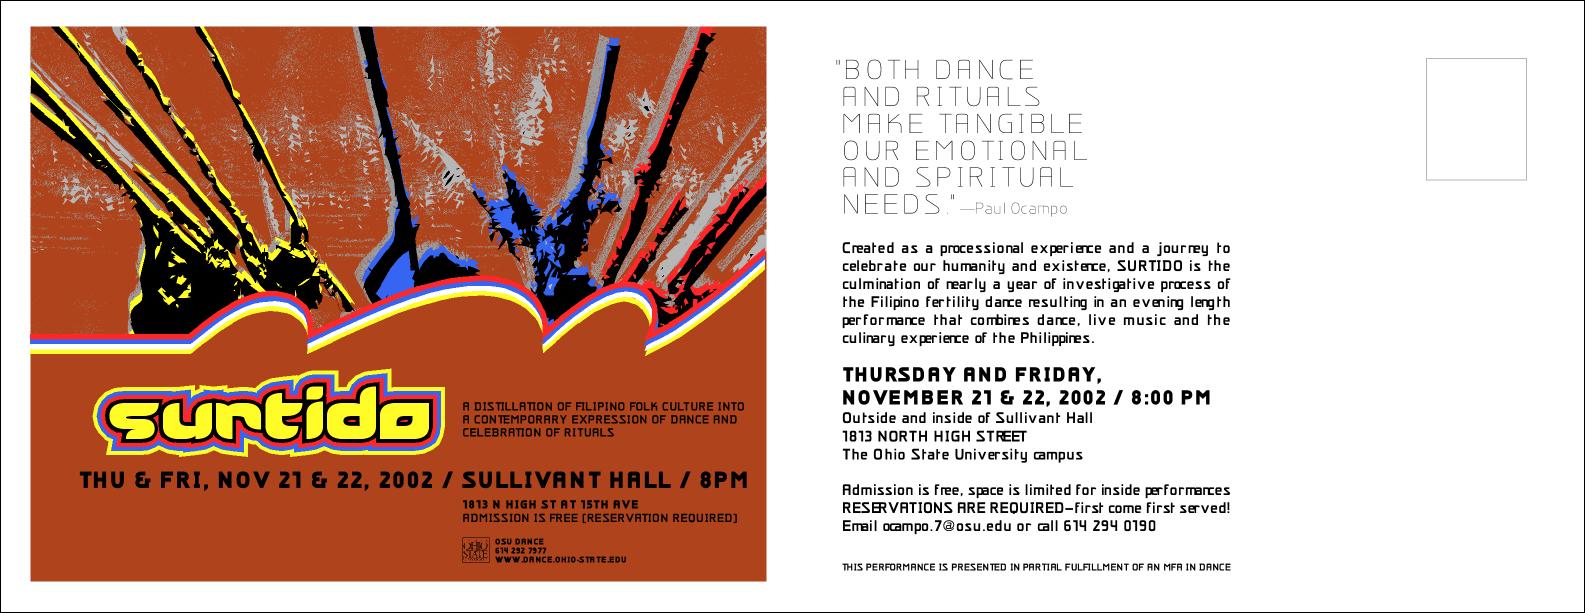 surtido
A DISTILLATION OF FILIPINO FOLK CULTURE INTO
A CONTEMPORARY EXPRESSION OF DANCE AND
CELEBRATION OF RITUALS
THU & FRI, NOV 21 & 22, 2002 / SULLIVANT HALL / 8PM
1813 N HIGH ST AT 15TH AVE
ADMISSION IS FREE (RESERVATION REQUIRED)
OHIO
STATE
OSU DANCE
614 292 7977
WWW.DANCE.OHIO-STATE.EDU
"BOTH DANCE
AND RITUALS
MAKE TANGIBLE
OUR EMOTIONAL
AND SPIRITUAL
NEEDS." —Paul Ocampo
Created as a processional experience and a journey to
celebrate our humanity and existence, SURTIDO is the
culmination of nearly a year of investigative process of
the Filipino fertility dance resulting in an evening length
performance that combines dance, live music and the
culinary experience of the Philippines.
THURSDAY AND FRIDAY,
NOVEMBER 21 & 22, 2002 / 8:00 PM
Outside and inside of Sullivant Hall
1813 NORTH HIGH STREET
The Ohio State University campus
Admission is free, space is limited for inside performances
RESERVATIONS ARE REQUIRED—first come first served!
Email ocampo.7@osu.edu or call 614 294 0190
THIS PERFORMANCE IS PRESENTED IN PARTIAL FULFILLMENT OF AN MFA IN DANCE